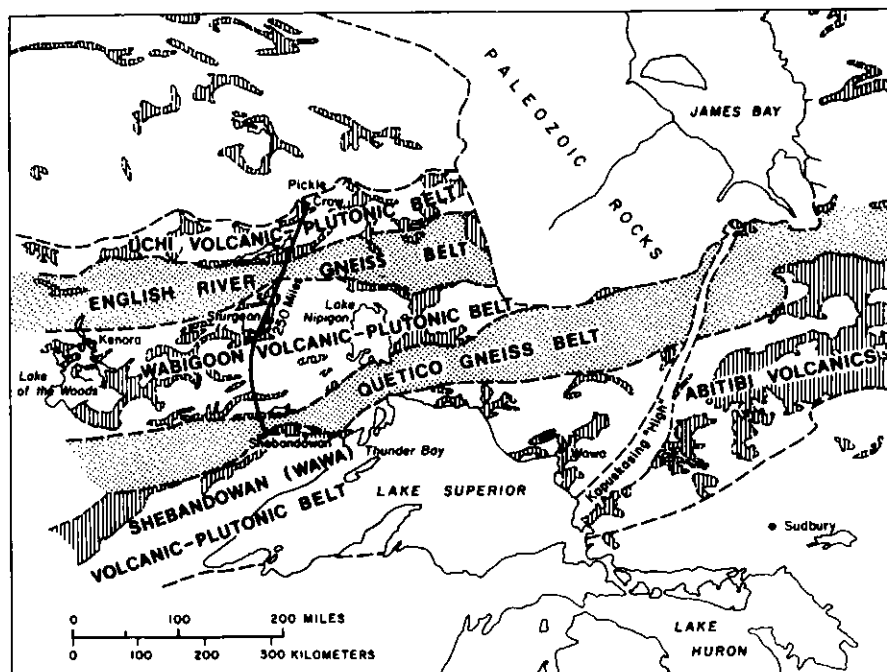 PALEOZOIC
ROCKS
JAMES BAY
Pickle
Crow
UCHI VOLCANIC-PLUTONIC BELT
ENGLISH RIVER GNEISS BELT
Sturgeon
250 Miles
Lake
Nipigon
Kenora
WABIGOON VOLCANIC-PLUTONIC BELT
Lake
of the Woods
QUETICO GNEISS BELT
ABITIBI VOLCANICS
Shebandowan
Thunder Bay
Wawa
Kapuskasing "High"
SHEBANDOWAN (WAWA)
VOLCANIC-PLUTONIC BELT
LAKE SUPERIOR
Sudbury
0 100 200 MILES
0 100 200 300 KILOMETERS
LAKE
HURON